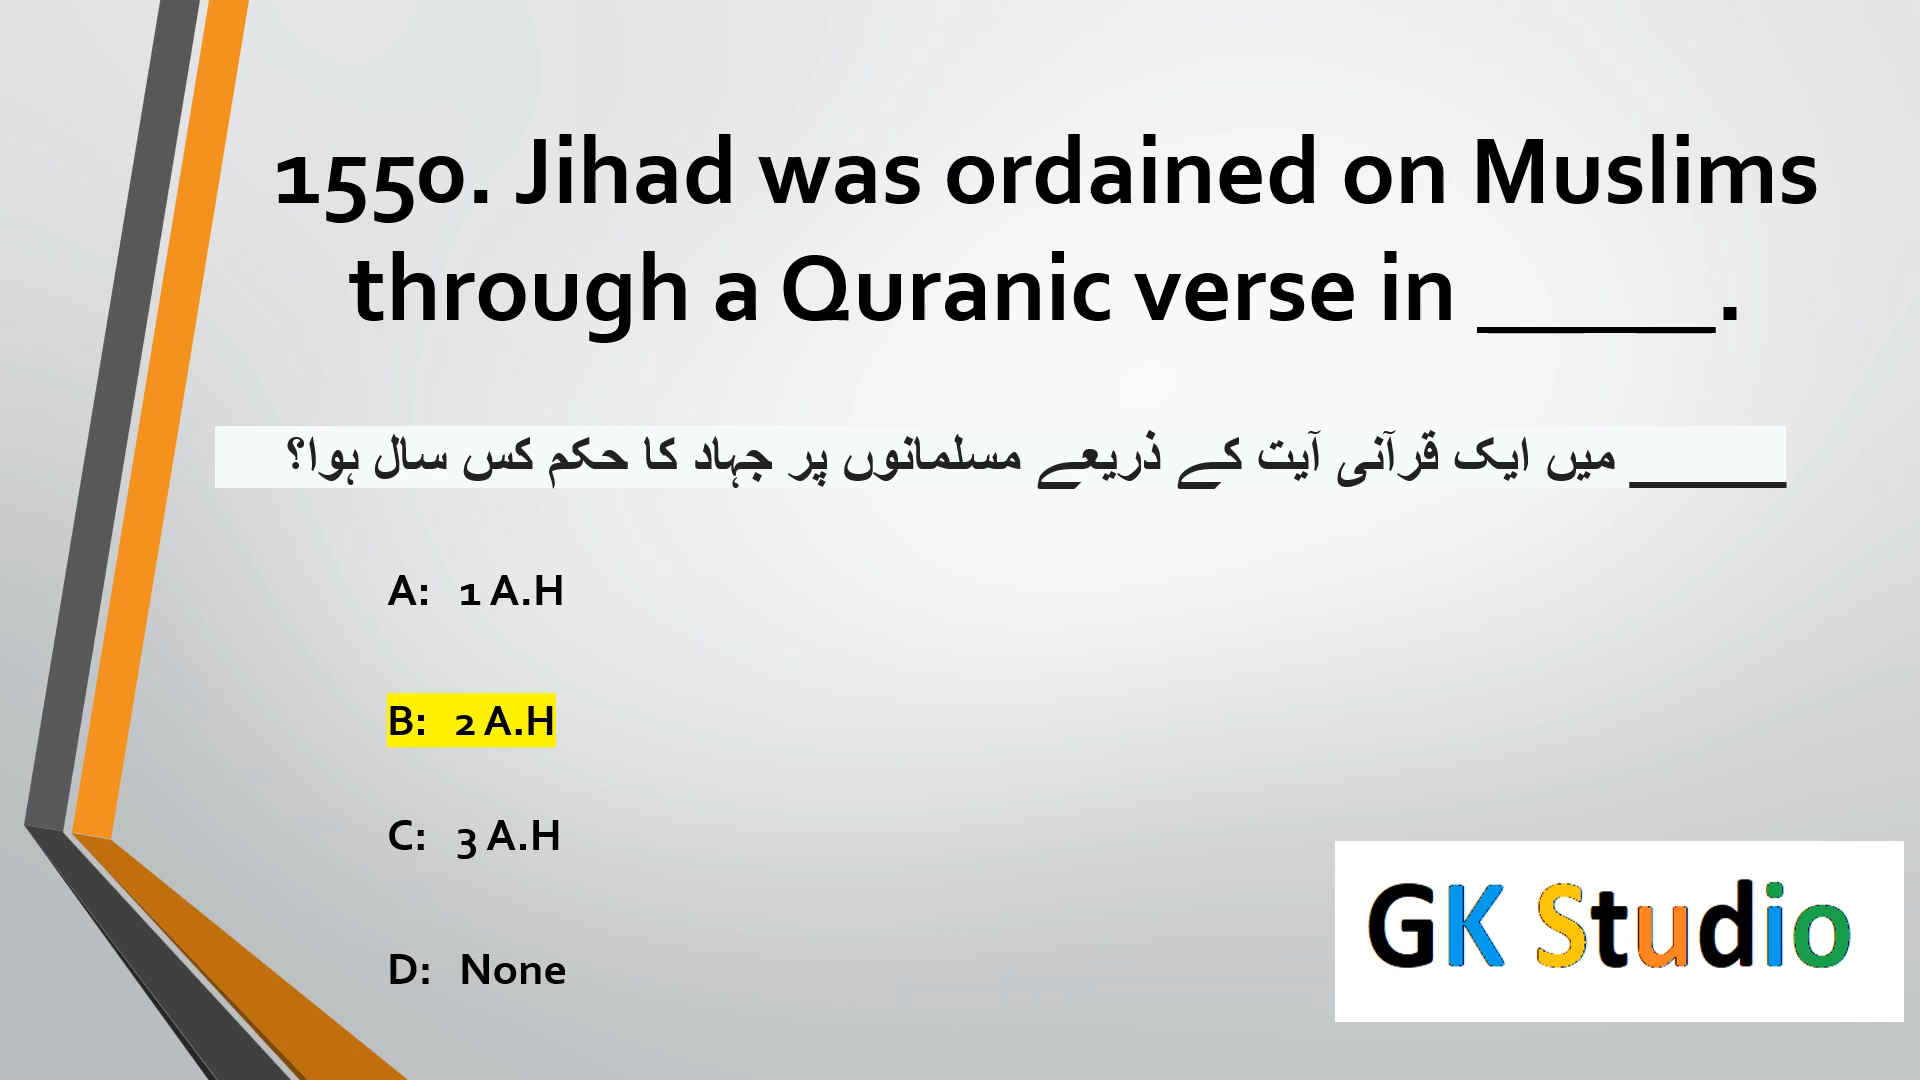 1550. Jihad was ordained on Muslims
through a Quranic verse in _____.
_____ میں ایک قرآنی آیت کے ذریعے مسلمانوں پر جہاد کا حکم کس سال ہوا؟
A: 1 A.H
B: 2 A.H
C: 3 A.H
D: None
GK Studio